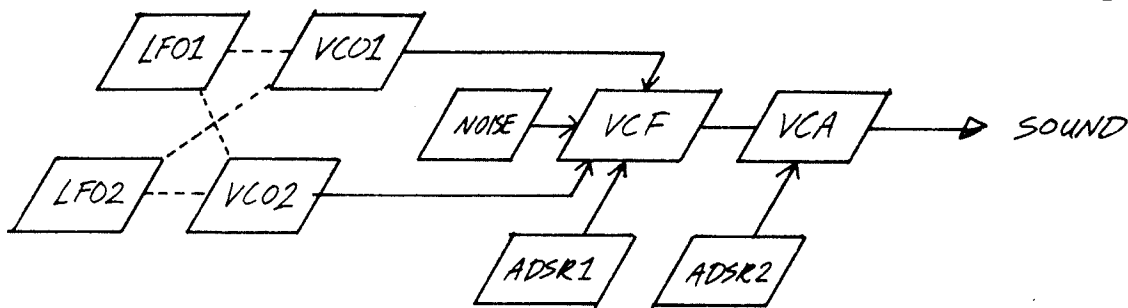 LFO1
VCO1
NOISE
VCF
VCA
SOUND
LFO2
VCO2
ADSR1
ADSR2